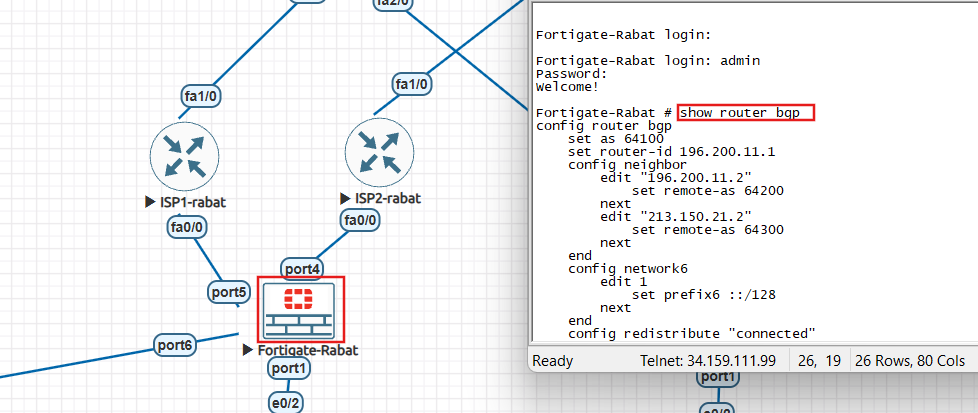 fa2/0
fa1/0
fa1/0
ISP1-rabat
ISP2-rabat
fa0/0
fa0/0
port4
port5
port6
Fortigate-Rabat
port1
e0/2
Fortigate-Rabat login:
Fortigate-Rabat login: admin
Password:
Welcome!
Fortigate-Rabat # show router bgp
config router bgp
    set as 64100
    set router-id 196.200.11.1
    config neighbor
        edit "196.200.11.2"
            set remote-as 64200
        next
        edit "213.150.21.2"
            set remote-as 64300
        next
    end
    config network6
        edit 1
            set prefix6 ::/128
        next
    end
    config redistribute "connected"
Ready
Telnet: 34.159.111.99
26, 19
26 Rows, 80 Cols
port1
e0/2